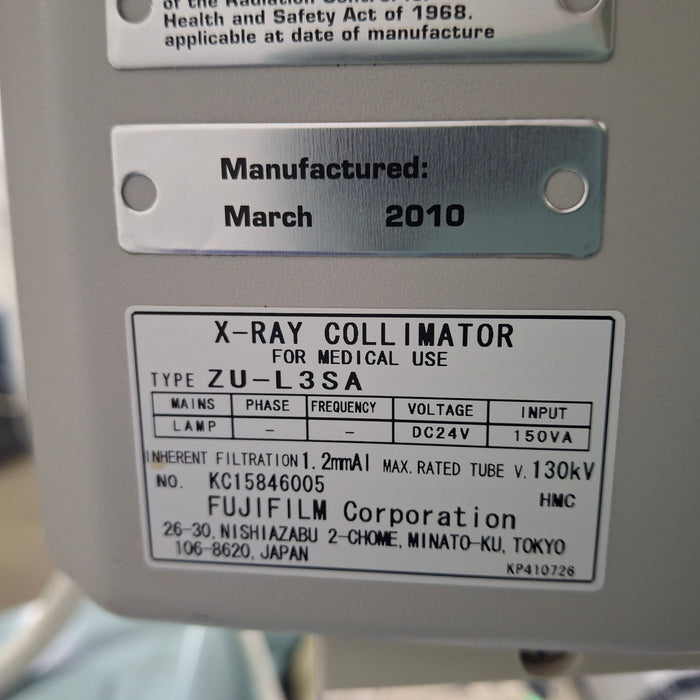 of the Radiation Control for
Health and Safety Act of 1968.
applicable at date of manufacture
Manufactured:
March 2010
X-RAY COLLIMATOR
FOR MEDICAL USE
TYPE ZU-L3SA
MAINS PHASE FREQUENCY VOLTAGE INPUT
LAMP - - DC24V 150VA
INHERENT FILTRATION 1.2mmAl MAX. RATED TUBE V. 130kV
NO. KC15846005
HMC
FUJIFILM Corporation
26-30, NISHIAZABU 2-CHOME, MINATO-KU, TOKYO
106-8620, JAPAN
KP410726